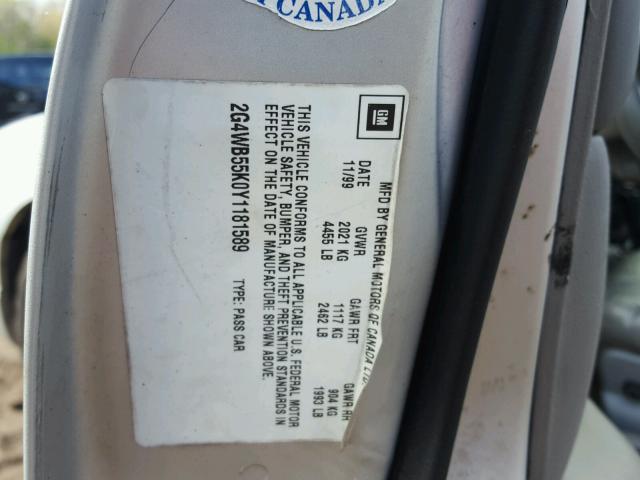 CANADA
GM
MFD BY GENERAL MOTORS OF CANADA LTD.
DATE GVWR GAWR FRT GAWR RR
11/99 2021 KG 1117 KG 904 KG
4455 LB 2462 LB 1993 LB
THIS VEHICLE CONFORMS TO ALL APPLICABLE U.S. FEDERAL MOTOR
VEHICLE SAFETY, BUMPER, AND THEFT PREVENTION STANDARDS IN
EFFECT ON THE DATE OF MANUFACTURE SHOWN ABOVE.
2G4WB55K0Y1181589 TYPE: PASS CAR